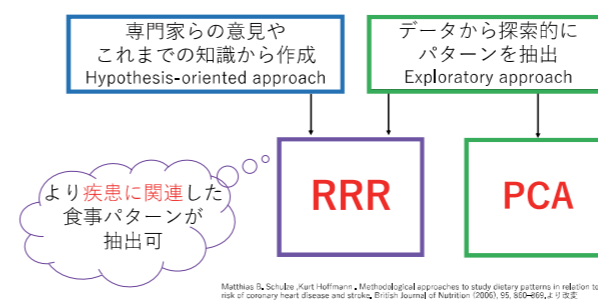 専門家らの意見や
これまでの知識から作成
Hypothesis-oriented approach
データから探索的に
パターンを抽出
Exploratory approach
RRR
PCA
より疾患に関連した
食事パターンが
抽出可
Matthias B. Schulze ,Kurt Hoffmann . Methodological approaches to study dietary patterns in relation to
risk of coronary heart disease and stroke. British Journal of Nutrition (2006), 95, 860–869.より改変